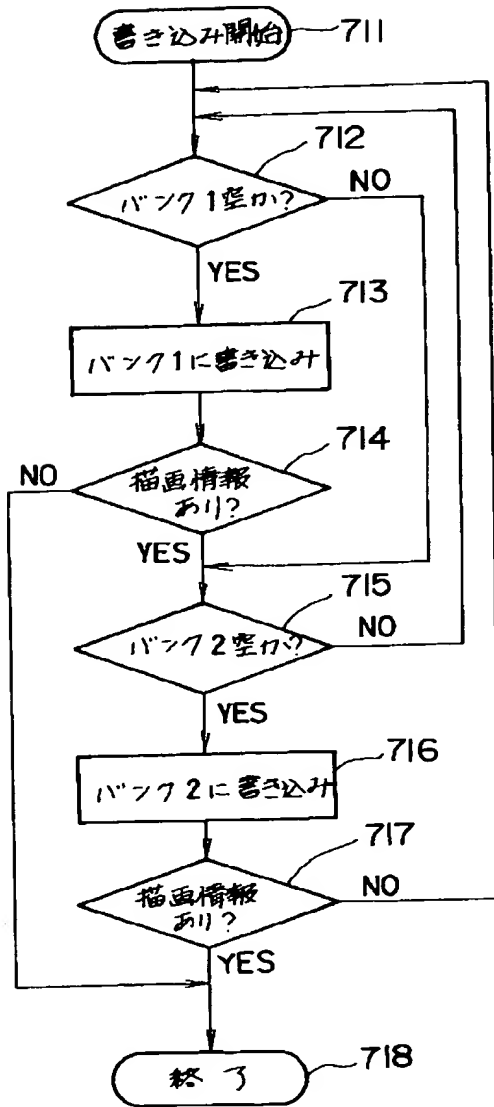 書き込み開始
711
712
バンク1空か?
NO
YES
713
バンク1に書き込み
714
NO
描画情報
あり?
YES
715
バンク2空か?
NO
YES
716
バンク2に書き込み
717
描画情報
あり?
NO
YES
終了
718